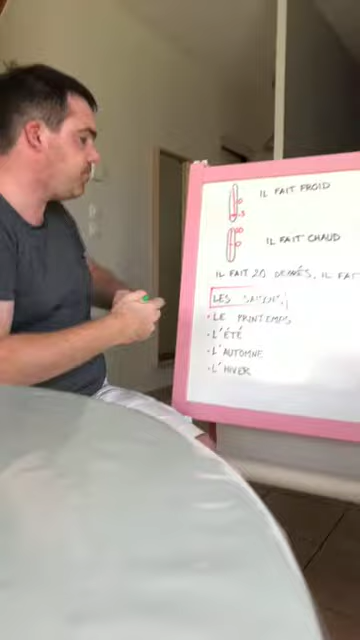 IL FAIT FROID
IL FAIT CHAUD
IL FAIT 20 DEGRÉS, IL FAIT
LES SAISONS
• LE PRINTEMPS
• L'ÉTÉ
• L'AUTOMNE
• L'HIVER